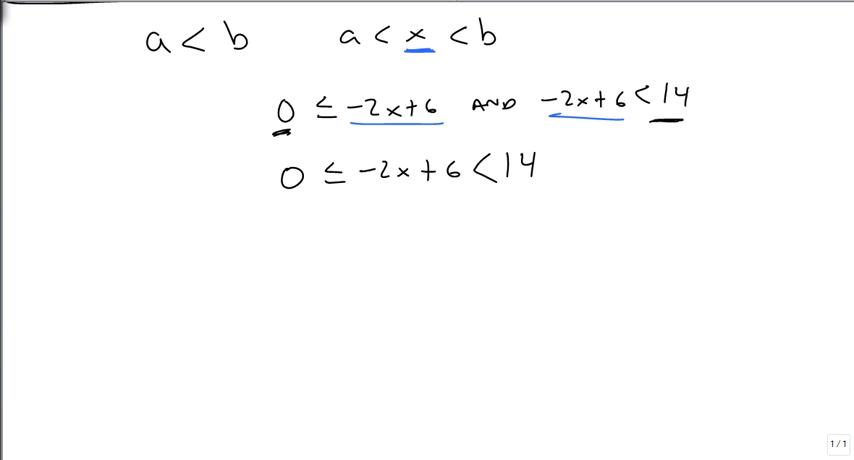 a < b a < x < b
0 ≤ -2x+6 AND -2x+6 < 14
0 ≤ -2x+6 < 14
1 / 1